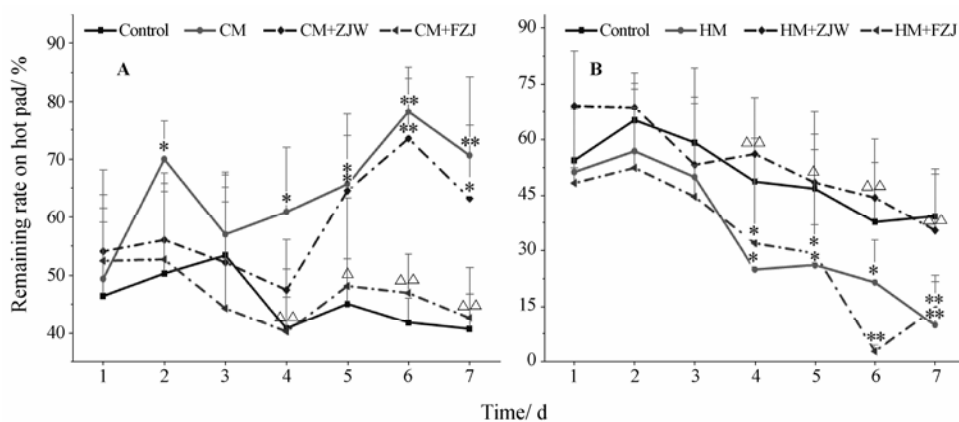 Control CM CM+ZJW CM+FZJ
Control HM HM+ZJW HM+FZJ
A
B
Remaining rate on hot pad/ %
90
80
70
60
50
40
90
75
60
45
30
15
0
* * * * ** ** ** *
△△ △ △△ △△
△△ △ △△ △△
* * * * * ** ** **
1 2 3 4 5 6 7
1 2 3 4 5 6 7
Time/ d